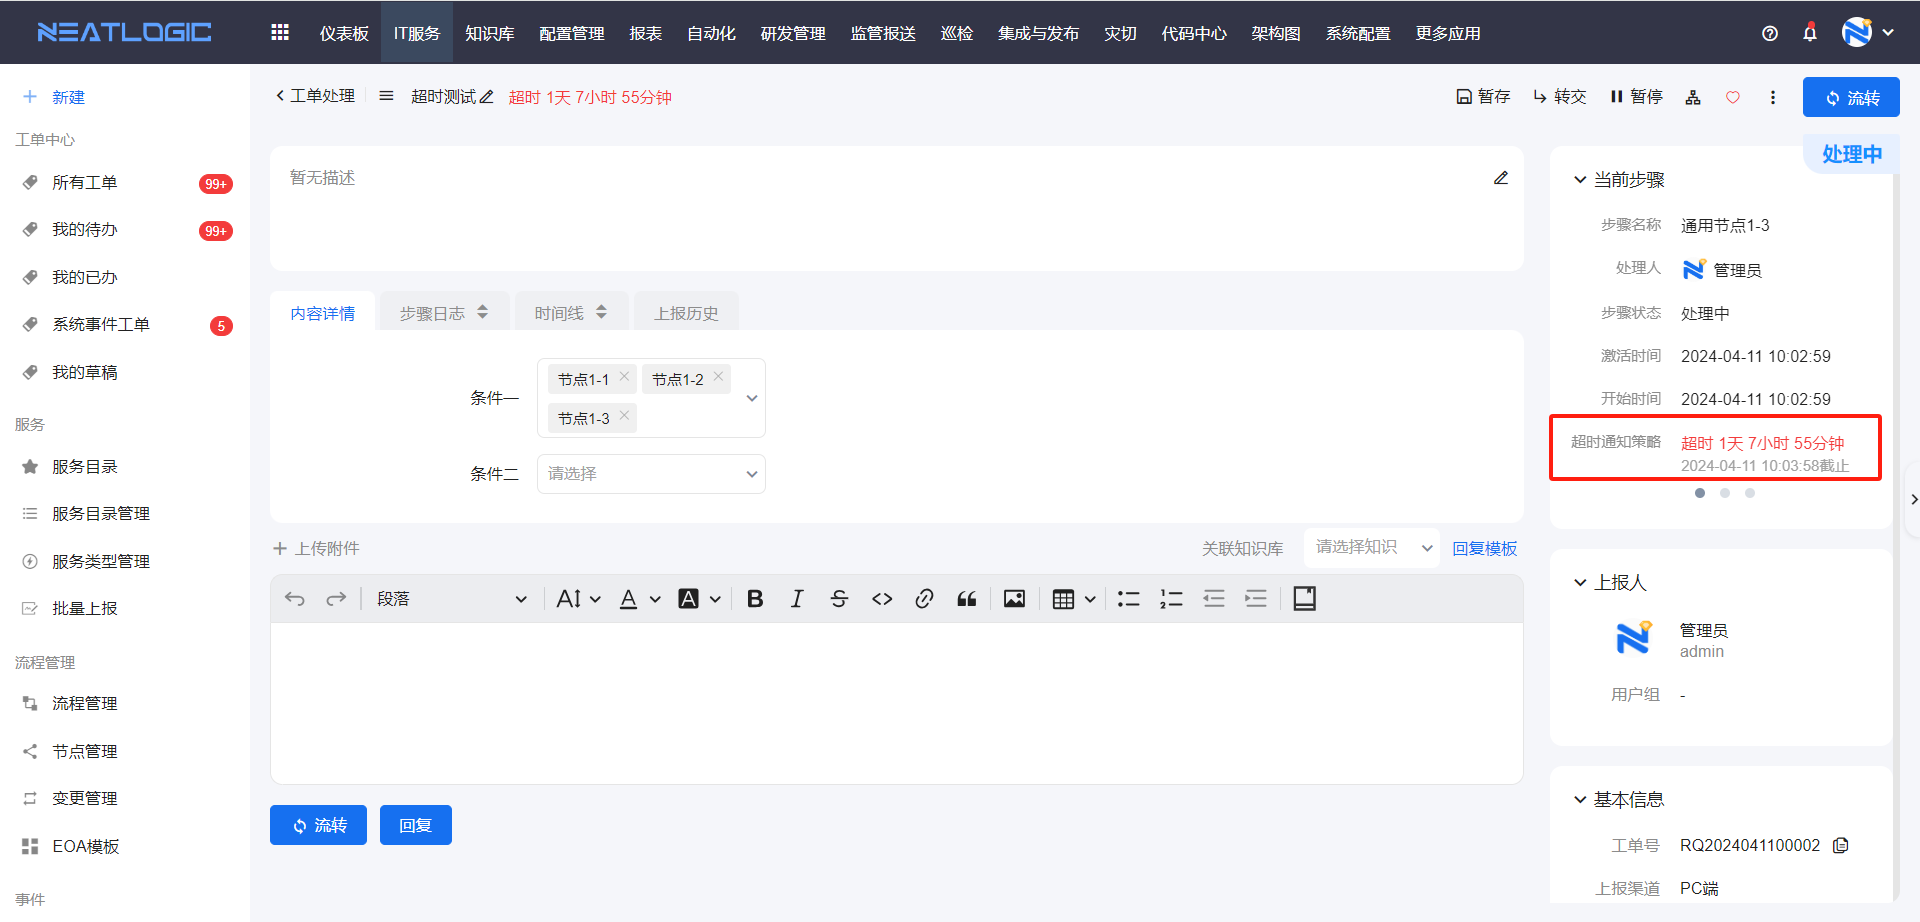 NEATLOGIC
仪表板 IT服务 知识库 配置管理 报表 自动化 研发管理 监管报送 巡检 集成与发布 灾切 代码中心 架构图 系统配置 更多应用
新建
工单中心
所有工单 99+
我的待办 99+
我的已办
系统事件工单 5
我的草稿
服务
服务目录
服务目录管理
服务类型管理
批量上报
流程管理
流程管理
节点管理
变更管理
EOA模板
事件
工单处理 超时测试 超时 1天 7小时 55分钟
暂存 转交 暂停 流转
暂无描述
内容详情 步骤日志 时间线 上报历史
条件一 节点1-1 节点1-2
节点1-3
条件二 请选择
上传附件 关联知识库 请选择知识 回复模板
段落
流转 回复
处理中
当前步骤
步骤名称 通用节点1-3
处理人 管理员
步骤状态 处理中
激活时间 2024-04-11 10:02:59
开始时间 2024-04-11 10:02:59
超时通知策略 超时 1天 7小时 55分钟
2024-04-11 10:03:58截止
上报人
管理员
admin
用户组 -
基本信息
工单号 RQ2024041100002
上报渠道 PC端